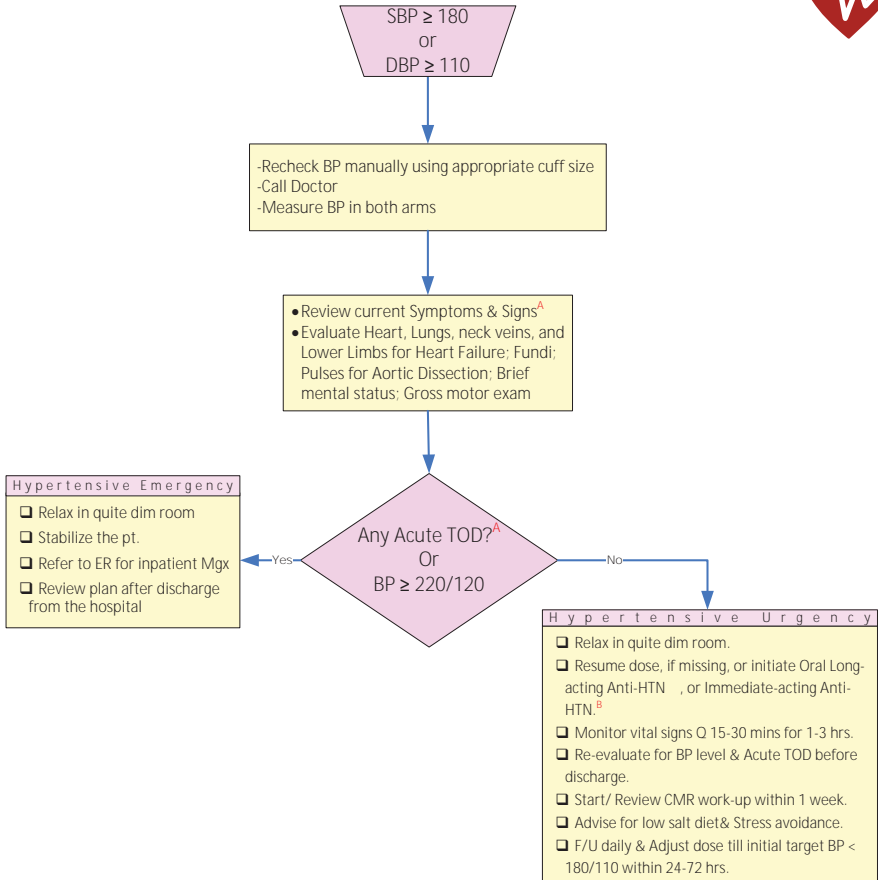 SBP ≥ 180
or
DBP ≥ 110
-Recheck BP manually using appropriate cuff size
-Call Doctor
-Measure BP in both arms
•Review current Symptoms & Signs A
•Evaluate Heart, Lungs, neck veins, and
Lower Limbs for Heart Failure; Fundi;
Pulses for Aortic Dissection; Brief
mental status; Gross motor exam
Any Acute TOD? A
Or
BP ≥ 220/120
Yes
No
Hypertensive Emergency
❑ Relax in quite dim room
❑ Stabilize the pt.
❑ Refer to ER for inpatient Mgx
❑ Review plan after discharge
from the hospital
Hypertensive Urgency
❑ Relax in quite dim room.
❑ Resume dose, if missing, or initiate Oral Long-
acting Anti-HTN , or Immediate-acting Anti-
HTN. B
❑ Monitor vital signs Q 15-30 mins for 1-3 hrs.
❑ Re-evaluate for BP level & Acute TOD before
discharge.
❑ Start/ Review CMR work-up within 1 week.
❑ Advise for low salt diet& Stress avoidance.
❑ F/U daily & Adjust dose till initial target BP <
180/110 within 24-72 hrs.